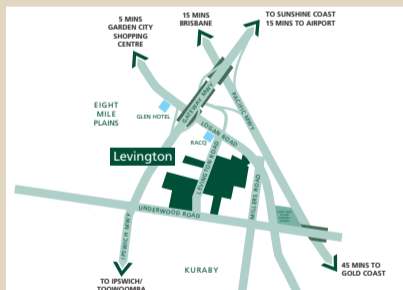 5 MINS
GARDEN CITY
SHOPPING
CENTRE
15 MINS
BRISBANE
TO SUNSHINE COAST
15 MINS TO AIRPORT
EIGHT
MILE
PLAINS
GLEN HOTEL
GATEWAY MWY
PACIFIC MWY
LOGAN ROAD
RACQ
Levington
LEVINGTON ROAD
MILLERS ROAD
UNDERWOOD ROAD
IPSWICH MWY
KURABY
45 MINS TO
GOLD COAST
TO IPSWICH/
TOOWOOMBA